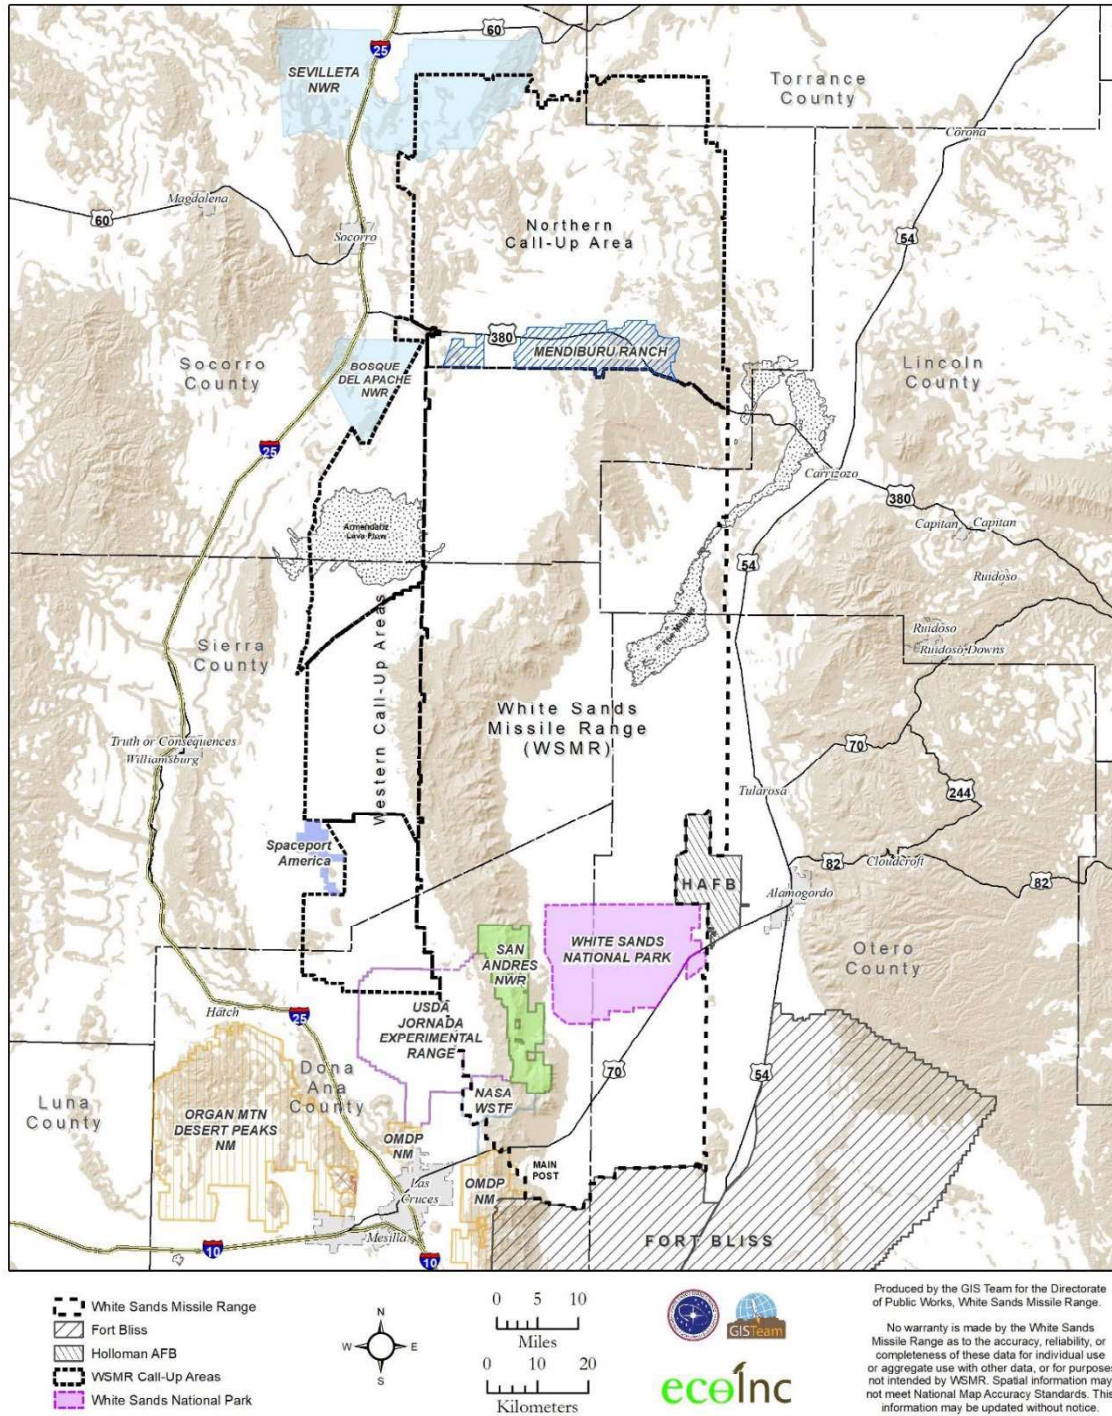 60
25
SEVILLETA
NWR
Torrance
County
Corona
Magdalena
60
Northern
Call-Up Area
Socorro
54
380
MENDIBURU RANCH
Socorro
County
BOSQUE
DEL APACHE
NWR
Lincoln
County
25
Carrizozo
380
Capitan
Capitan
Armendariz
Lava Flow
54
Ruidoso
Ruidoso
Ruidoso Downs
Sierra
County
Western Call-Up Areas
White Sands
Missile Range
(WSMR)
Truth or Consequences
Williamsburg
70
Tularosa
244
Spaceport
America
82
Cloudcroft
82
HAFB
Alamogordo
SAN
ANDRES
NWR
WHITE SANDS
NATIONAL PARK
Otero
County
Hatch
25
USDA
JORNADA
EXPERIMENTAL
RANGE
70
54
Dona
Ana
County
NASA
WSTF
Luna
County
ORGAN MTN
DESERT PEAKS
NM
OMDP
NM
MAIN
POST
Las
Cruces
OMDP
NM
Mesilla
FORT BLISS
10
10
White Sands Missile Range
Fort Bliss
Holloman AFB
WSMR Call-Up Areas
White Sands National Park
N
W E
S
0 5 10
Miles
0 10 20
Kilometers
GISTeam
ecoInc
Produced by the GIS Team for the Directorate
of Public Works, White Sands Missile Range.
No warranty is made by the White Sands
Missile Range as to the accuracy, reliability, or
completeness of these data for individual use
or aggregate use with other data, or for purposes
not intended by WSMR. Spatial information may
not meet National Map Accuracy Standards. This
information may be updated without notice.